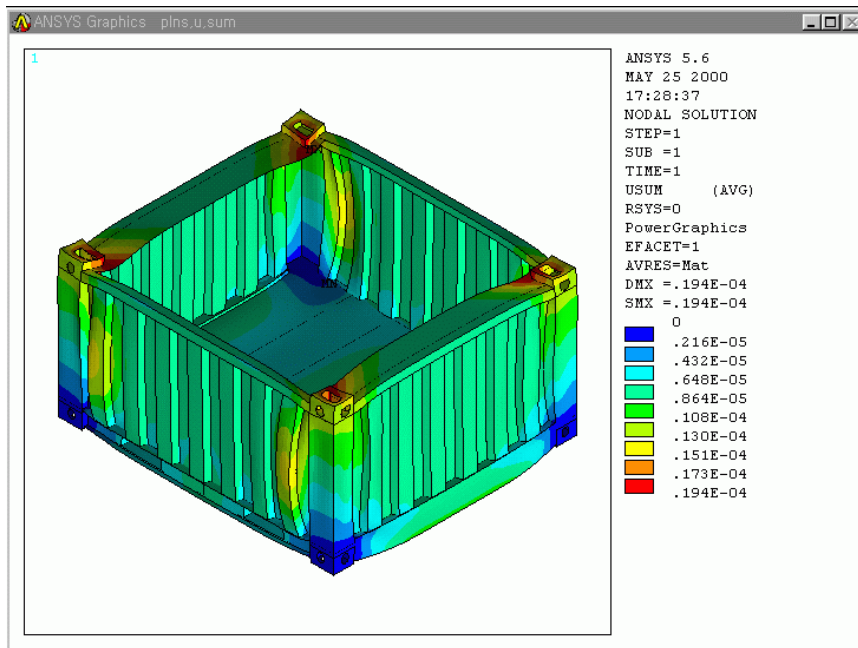 ANSYS Graphics plns,u,sum
1
ANSYS 5.6
MAY 25 2000
17:28:37
NODAL SOLUTION
STEP=1
SUB =1
TIME=1
USUM (AVG)
RSYS=0
PowerGraphics
EFACET=1
AVRES=Mat
DMX =.194E-04
SMX =.194E-04
0
.216E-05
.432E-05
.648E-05
.864E-05
.108E-04
.130E-04
.151E-04
.173E-04
.194E-04
MN